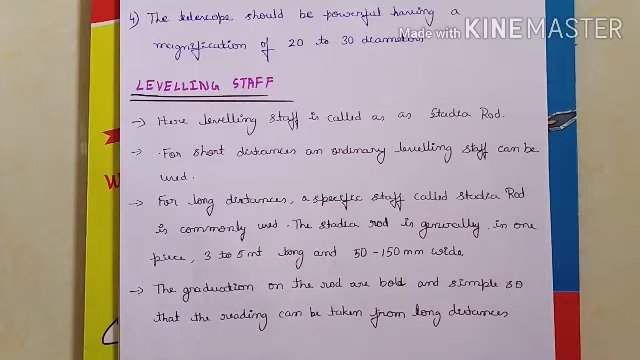 4) The telescope should be powerful having a
magnification of 20 to 30 diameters
Made with KINEMASTER
LEVELLING STAFF
→ Here levelling staff is called as as Stadia Rod.
→ For short distances an ordinary levelling staff can be
used.
→ For long distances, a specific staff called Stadia Rod
is commonly used. The stadia rod is generally in one
piece, 3 to 5 mt long and 50 - 150 mm wide
→ The graduation on the rod are bold and simple so
that the reading can be taken from long distances